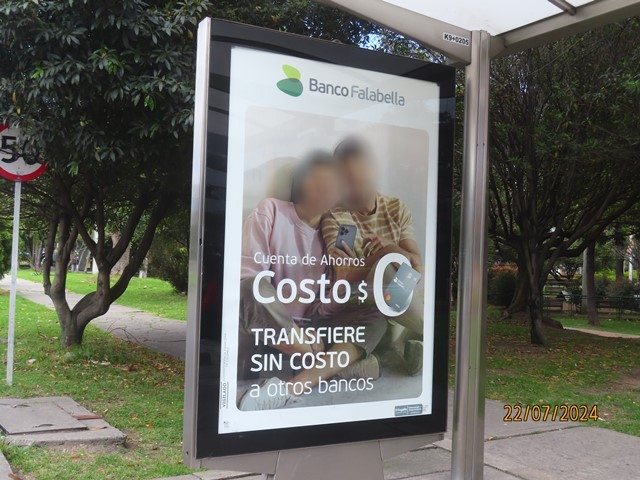 K9+0205
50
Banco Falabella
Cuenta de Ahorros
Costo $0
TRANSFIERE
SIN COSTO
a otros bancos
22/07/2024